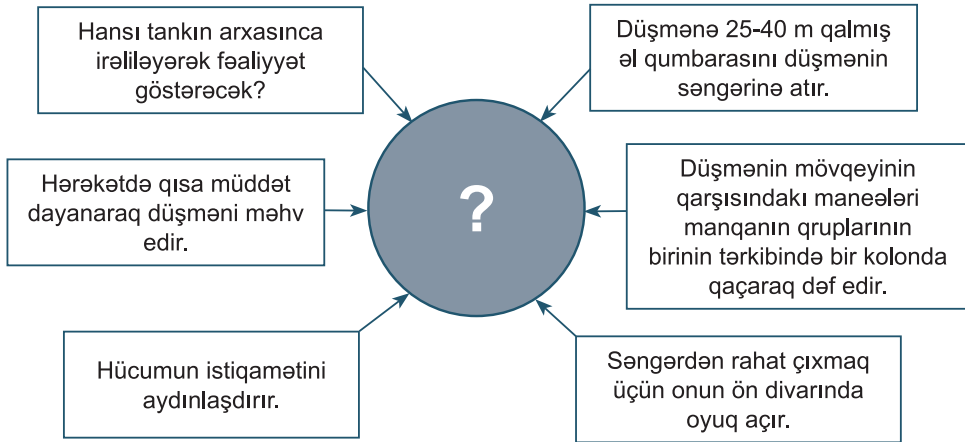 Hansı tankın arxasınca
irəliləyərək fəaliyyət
göstərəcək?
Düşmənə 25-40 m qalmış
əl qumbarasını düşmənin
səngərinə atır.
Hərəkətdə qısa müddət
dayanaraq düşməni məhv
edir.
?
Düşmənin mövqeyinin
qarşısındakı maneələri
manqanın qruplarının
birinin tərkibində bir kolonda
qaçaraq dəf edir.
Hücumun istiqamətini
aydınlaşdırır.
Səngərdən rahat çıxmaq
üçün onun ön divarında
oyuq açır.